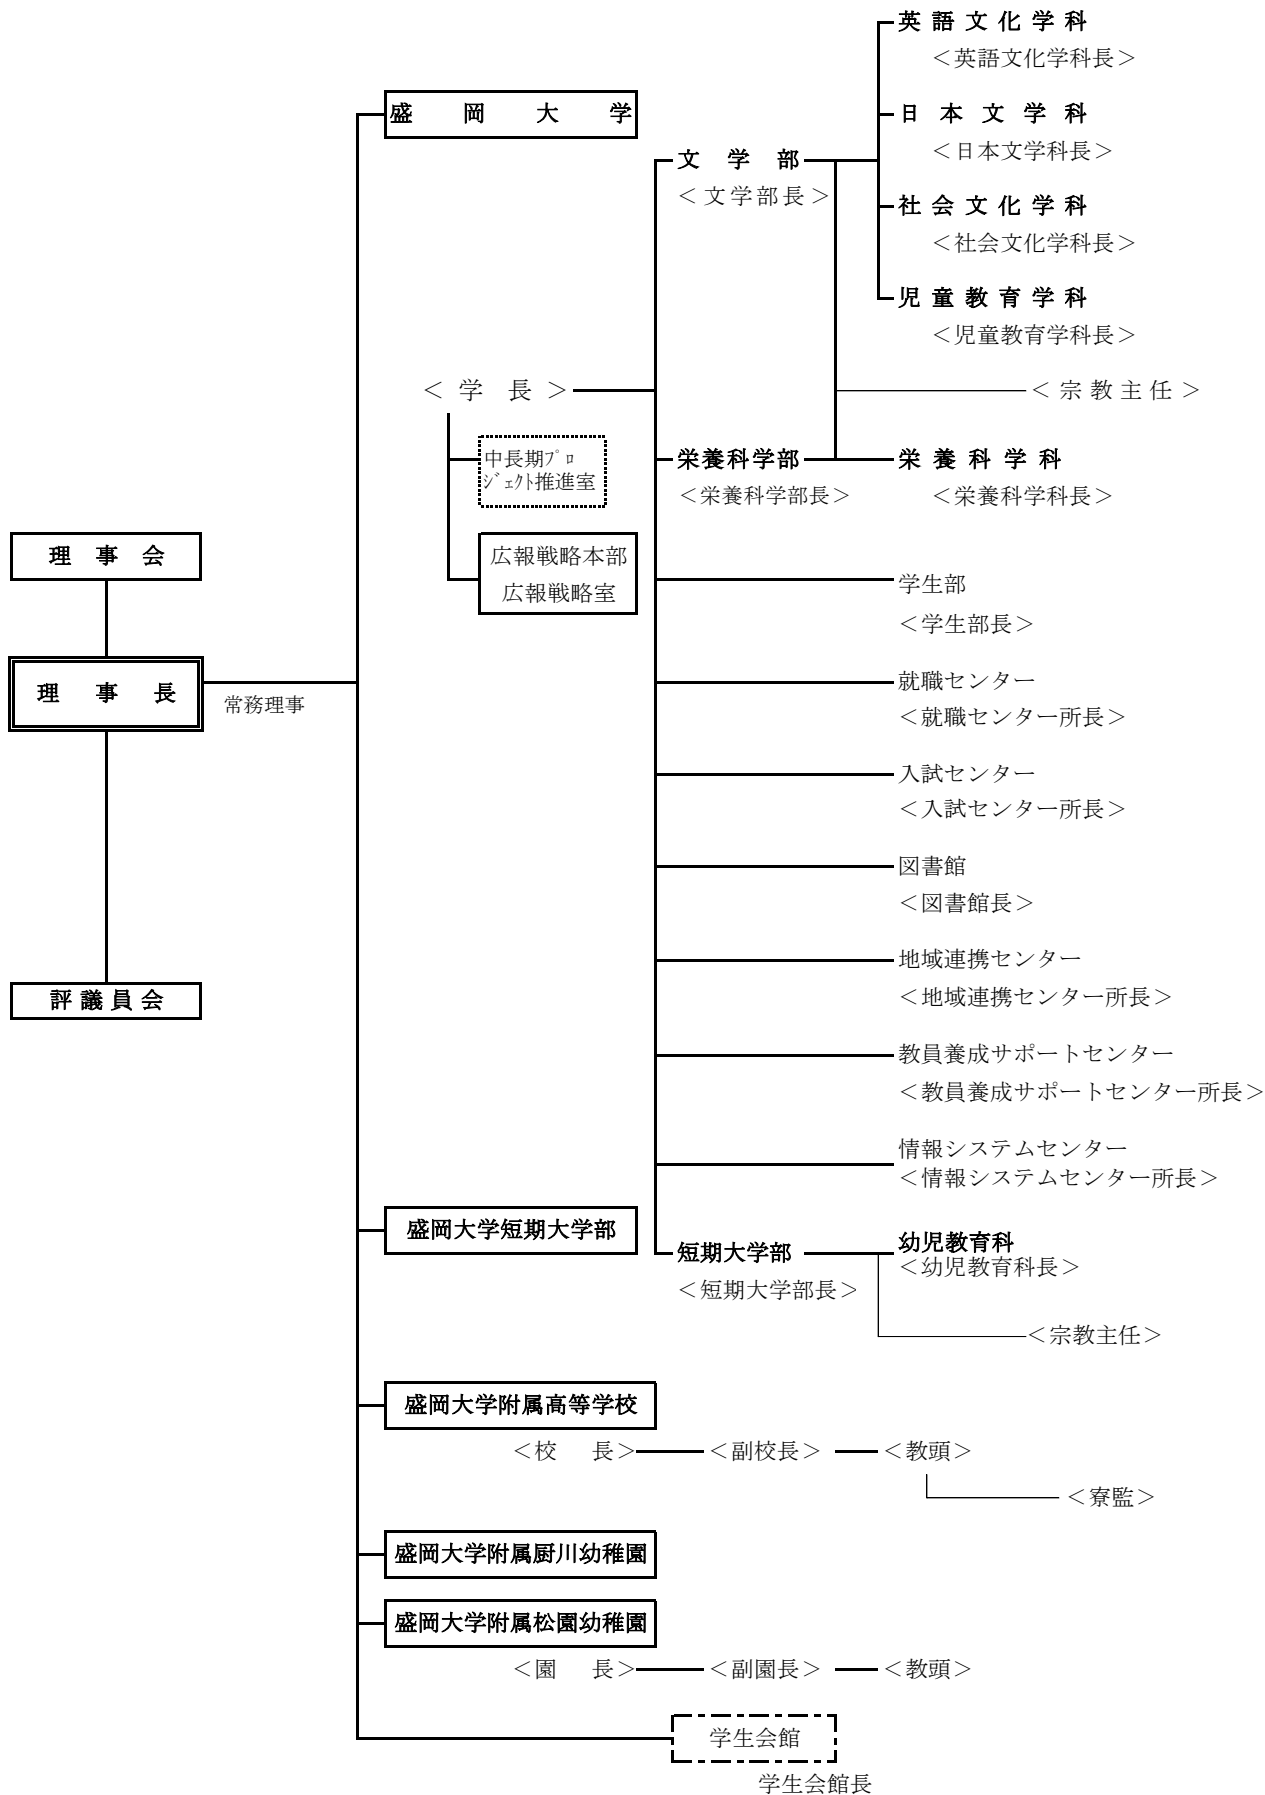 英語文化学科
＜英語文化学科長＞
盛岡大学
日本文学科
＜日本文学科長＞
文学部
＜文学部長＞
社会文化学科
＜社会文化学科長＞
児童教育学科
＜児童教育学科長＞
＜学長＞
＜宗教主任＞
中長期ﾌﾟﾛ
ｼﾞｪｸﾄ推進室
栄養科学部
＜栄養科学部長＞
栄養科学科
＜栄養科学科長＞
理事会
広報戦略本部
広報戦略室
学生部
＜学生部長＞
理事長
常務理事
就職センター
＜就職センター所長＞
入試センター
＜入試センター所長＞
図書館
＜図書館長＞
評議員会
地域連携センター
＜地域連携センター所長＞
教員養成サポートセンター
＜教員養成サポートセンター所長＞
情報システムセンター
＜情報システムセンター所長＞
盛岡大学短期大学部
短期大学部
＜短期大学部長＞
幼児教育科
＜幼児教育科長＞
＜宗教主任＞
盛岡大学附属高等学校
＜校長＞
＜副校長＞
＜教頭＞
＜寮監＞
盛岡大学附属厨川幼稚園
盛岡大学附属松園幼稚園
＜園長＞
＜副園長＞
＜教頭＞
学生会館
学生会館長